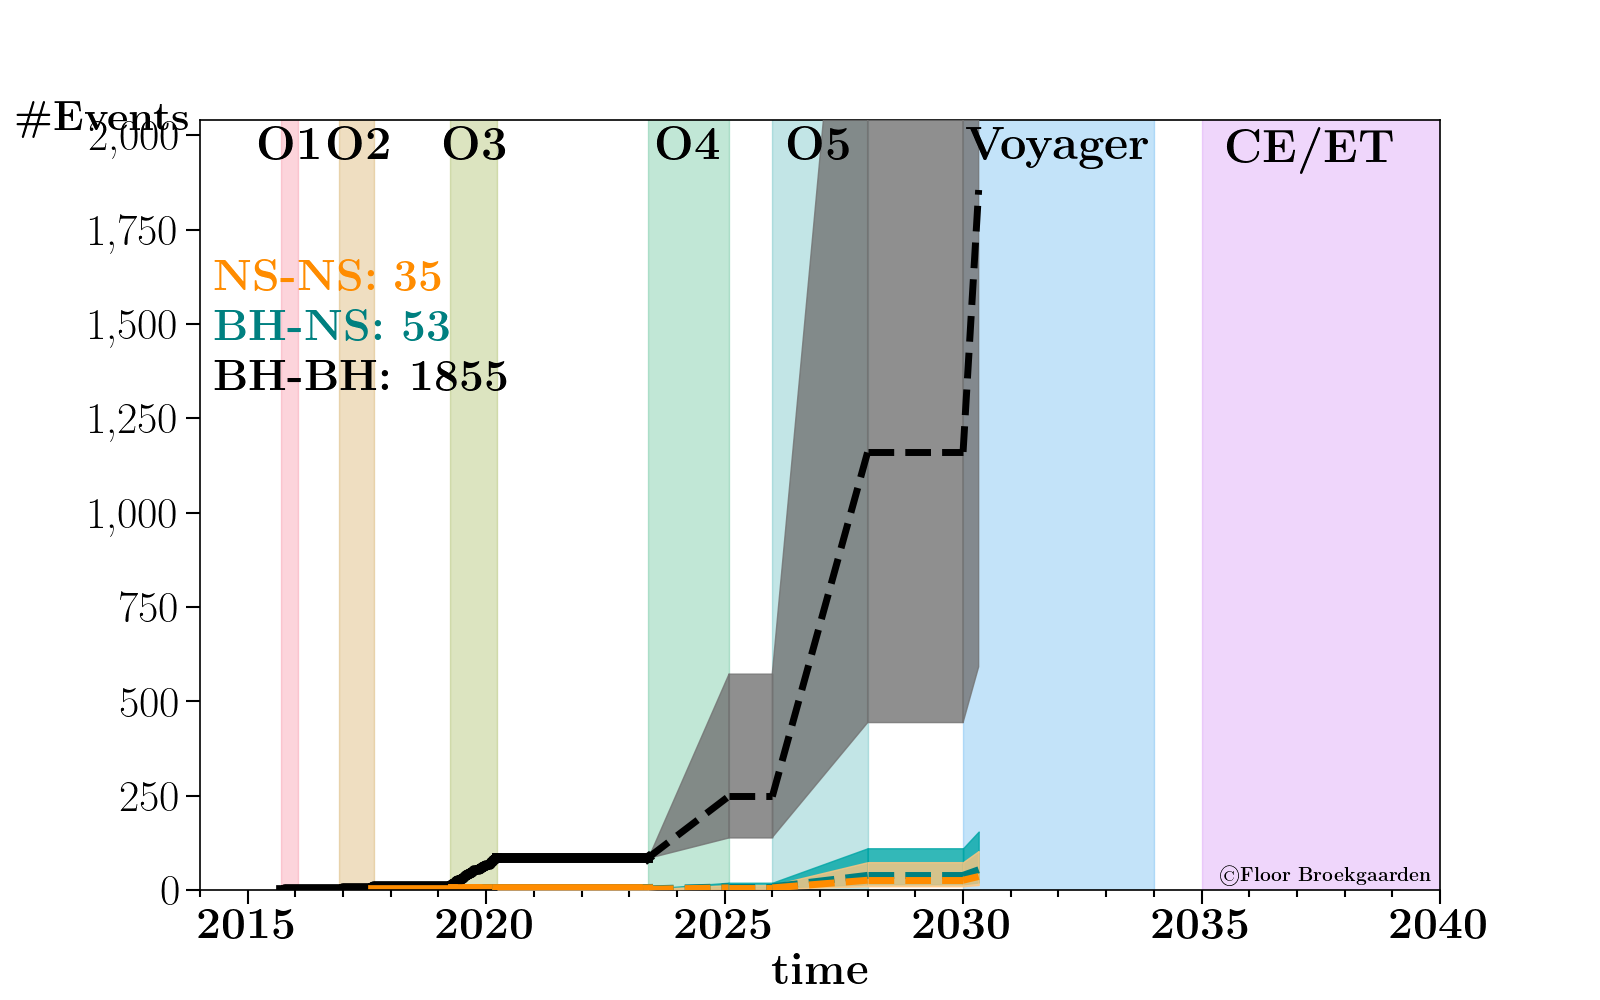 #Events
2,000
O1 O2 O3 O4 O5 Voyager CE/ET
1,750
NS-NS: 35
1,500
BH-NS: 53
BH-BH: 1855
1,250
1,000
750
500
250
0
©Floor Broekgaarden
2015 2020 2025 2030 2035 2040
time